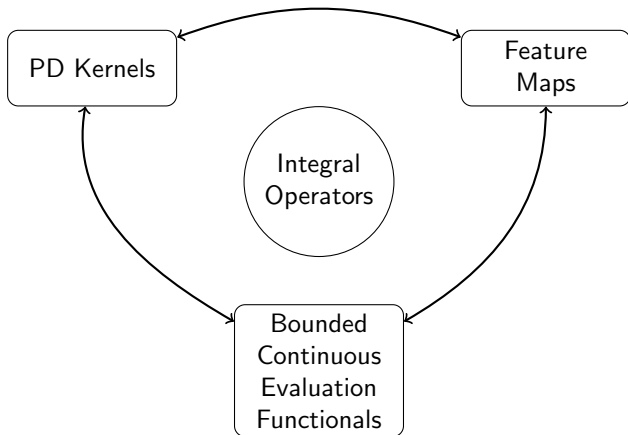 PD Kernels
Feature
Maps
Integral
Operators
Bounded
Continuous
Evaluation
Functionals